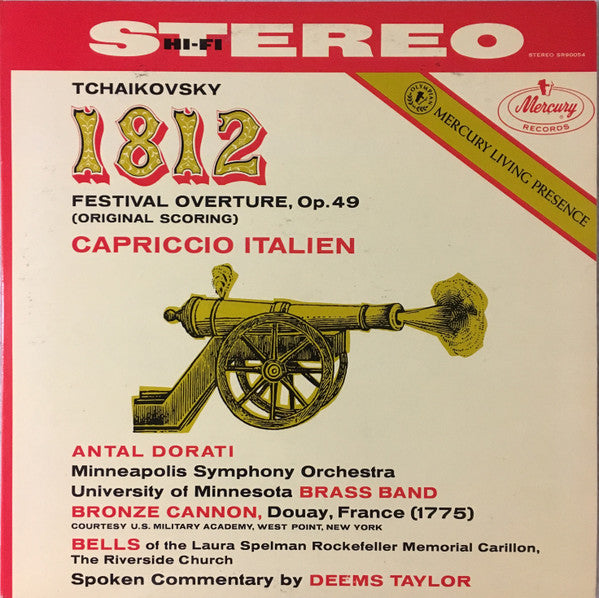 STEREO
HI-FI
STEREO SR90054
TCHAIKOVSKY
OLYMPIAN
MERCURY LIVING PRESENCE
Mercury
RECORDS
1812
FESTIVAL OVERTURE, Op. 49
(ORIGINAL SCORING)
CAPRICCIO ITALIEN
ANTAL DORATI
Minneapolis Symphony Orchestra
University of Minnesota BRASS BAND
BRONZE CANNON, Douay, France (1775)
COURTESY U.S. MILITARY ACADEMY, WEST POINT, NEW YORK
BELLS of the Laura Spelman Rockefeller Memorial Carillon,
The Riverside Church
Spoken Commentary by DEEMS TAYLOR